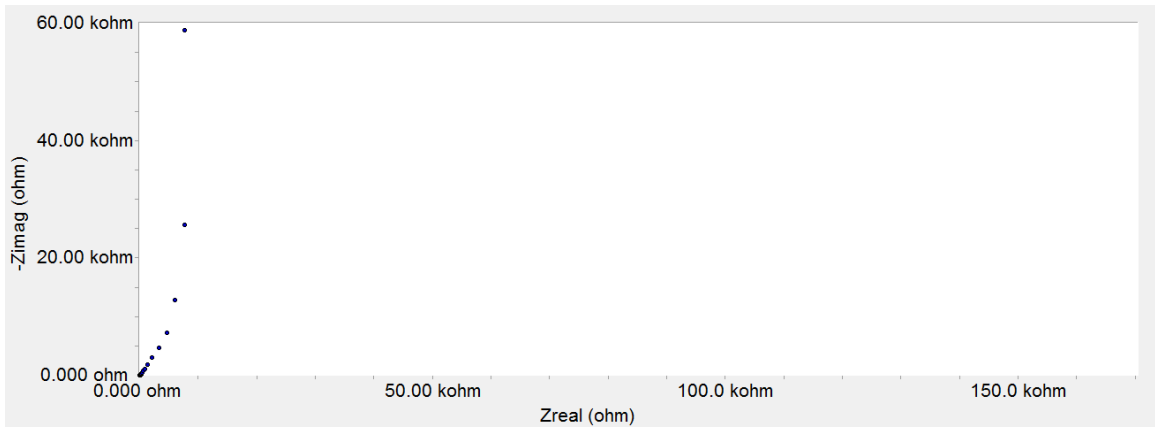 60.00 kohm
40.00 kohm
-Zimag (ohm)
20.00 kohm
0.000 ohm
0.000 ohm
50.00 kohm
100.0 kohm
150.0 kohm
Zreal (ohm)